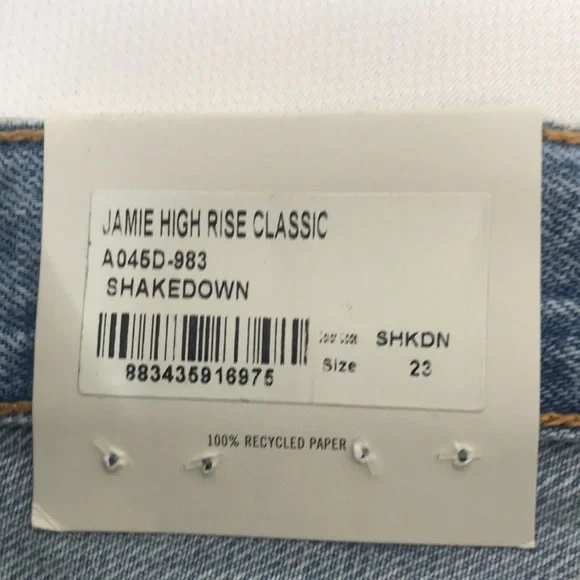 JAMIE HIGH RISE CLASSIC
A045D-983
SHAKEDOWN
SHKDN
883435916975 Size 23
100% RECYCLED PAPER